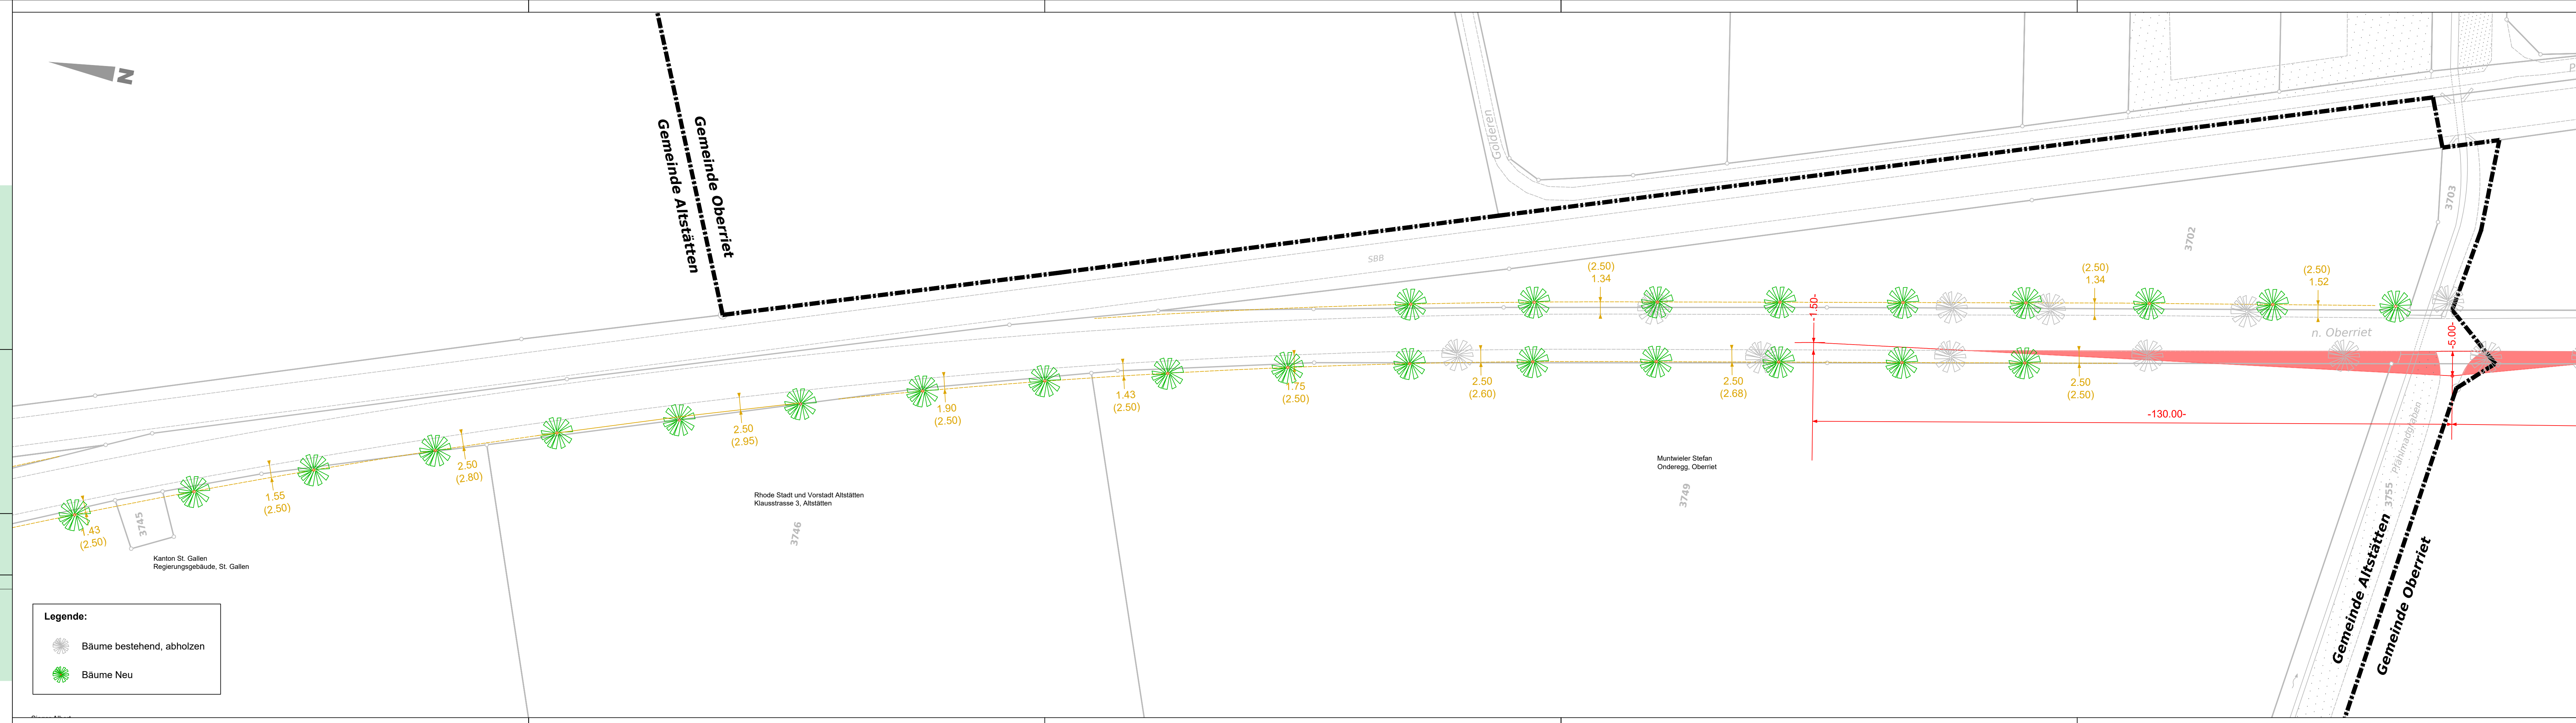 N
Gemeinde Oberriet
Gemeinde Altstätten
Golderen
SBB
3702
3703
n. Oberriet
(2.50)
1.34
(2.50)
1.34
(2.50)
1.52
-1.50-
-5.00-
-130.00-
1.43
(2.50)
1.55
(2.50)
2.50
(2.80)
2.50
(2.95)
1.90
(2.50)
1.43
(2.50)
1.75
(2.50)
2.50
(2.60)
2.50
(2.68)
2.50
(2.50)
Muntwieler Stefan
Onderegg, Oberriet
3749
Rhode Stadt und Vorstadt Altstätten
Klausstrasse 3, Altstätten
3746
3745
Kanton St. Gallen
Regierungsgebäude, St. Gallen
Pfahlmadgraben
3755
Gemeinde Altstätten
Gemeinde Oberriet
Legende:
Bäume bestehend, abholzen
Bäume Neu